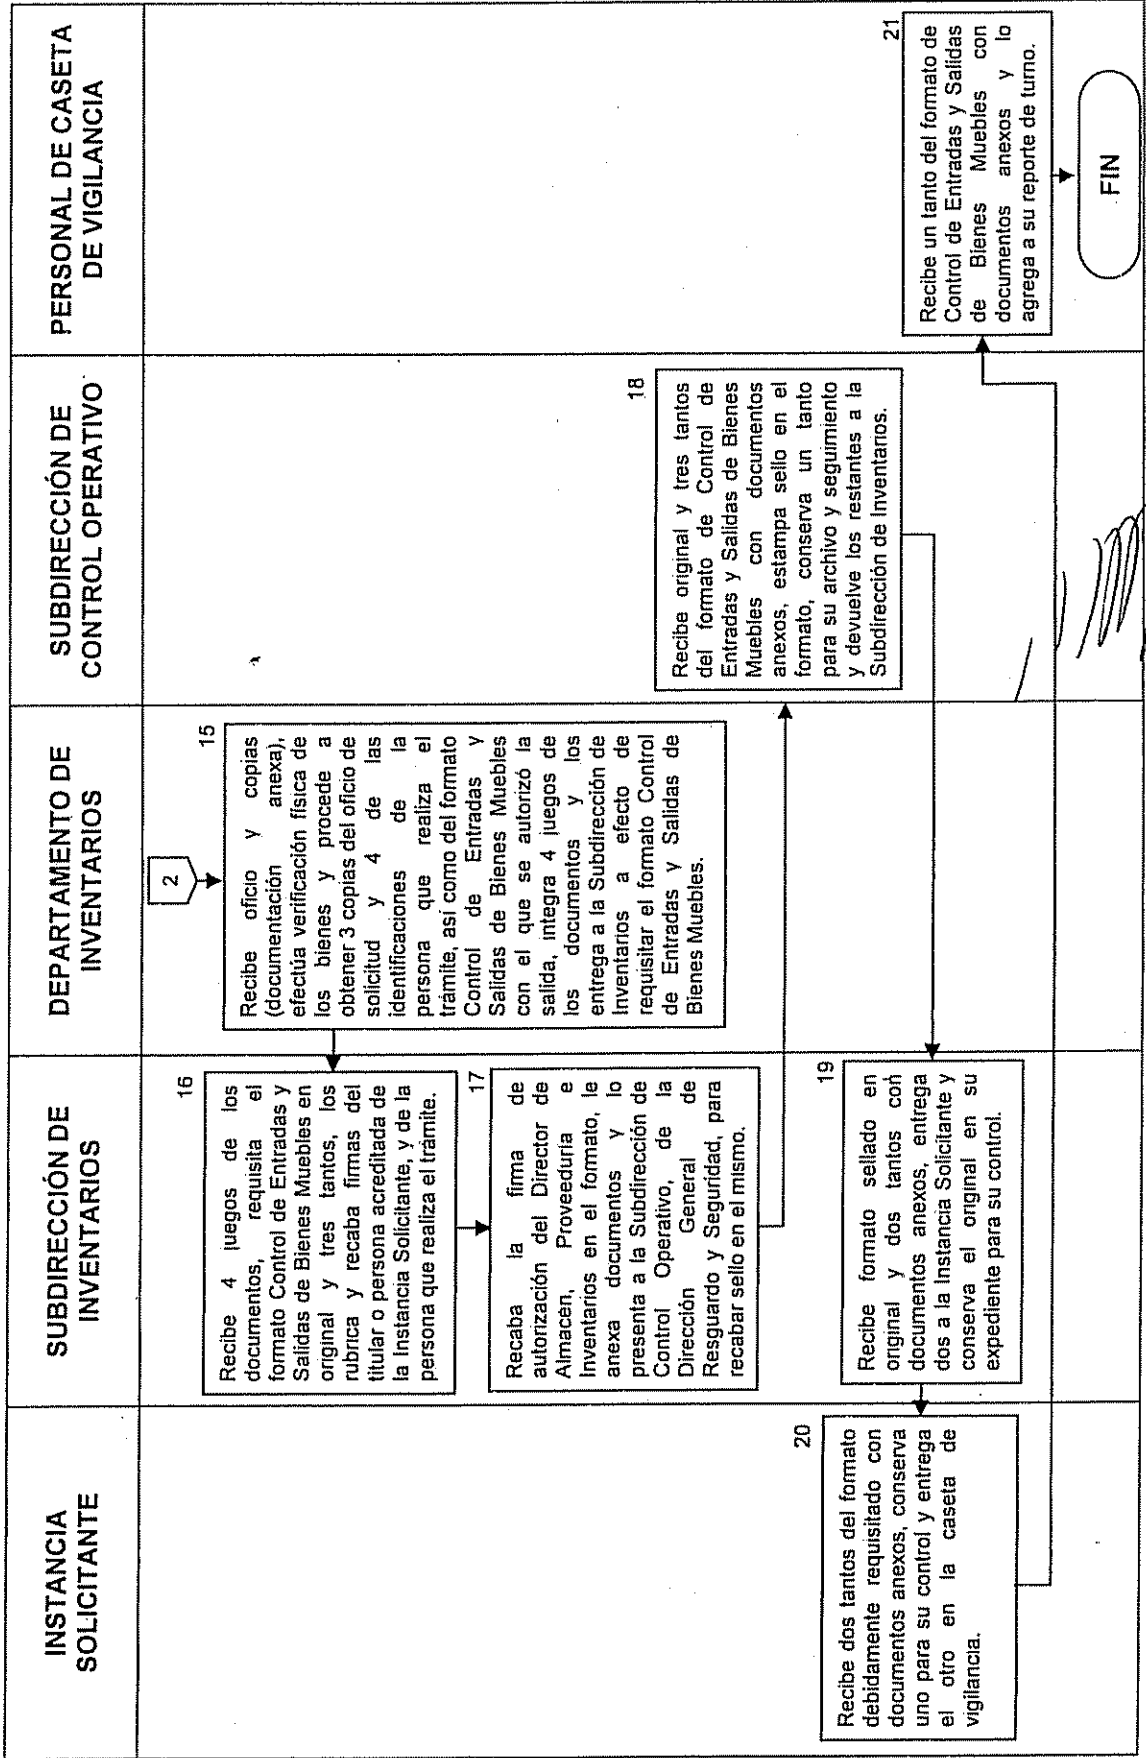 INSTANCIA
SOLICITANTE
SUBDIRECCIÓN DE
INVENTARIOS
DEPARTAMENTO DE
INVENTARIOS
SUBDIRECCIÓN DE
CONTROL OPERATIVO
PERSONAL DE CASETA
DE VIGILANCIA
2
15
Recibe oficio y copias
(documentación anexa),
efectúa verificación física de
los bienes y procede a
obtener 3 copias del oficio de
solicitud y 4 de las
identificaciones de la
persona que realiza el
trámite, así como del formato
Control de Entradas y
Salidas de Bienes Muebles
con el que se autorizó la
salida, integra 4 juegos de
los documentos y los
entrega a la Subdirección de
Inventarios a efecto de
requisitar el formato Control
de Entradas y Salidas de
Bienes Muebles.
16
Recibe 4 juegos de los
documentos, requisita el
formato Control de Entradas y
Salidas de Bienes Muebles en
original y tres tantos, los
rubrica y recaba firmas del
titular o persona acreditada de
la Instancia Solicitante, y de la
persona que realiza el trámite.
17
Recaba la firma de
autorización del Director de
Almacén, Proveeduría e
Inventarios en el formato, le
anexa documentos y lo
presenta a la Subdirección de
Control Operativo, de la
Dirección General de
Resguardo y Seguridad, para
recabar sello en el mismo.
18
Recibe original y tres tantos
del formato de Control de
Entradas y Salidas de Bienes
Muebles con documentos
anexos, estampa sello en el
formato, conserva un tanto
para su archivo y seguimiento
y devuelve los restantes a la
Subdirección de Inventarios.
19
Recibe formato sellado en
original y dos tantos con
documentos anexos, entrega
dos a la Instancia Solicitante y
conserva el original en su
expediente para su control.
20
Recibe dos tantos del formato
debidamente requisitado con
documentos anexos, conserva
uno para su control y entrega
el otro en la caseta de
vigilancia.
21
Recibe un tanto del formato de
Control de Entradas y Salidas
de Bienes Muebles con
documentos anexos y lo
agrega a su reporte de turno.
FIN